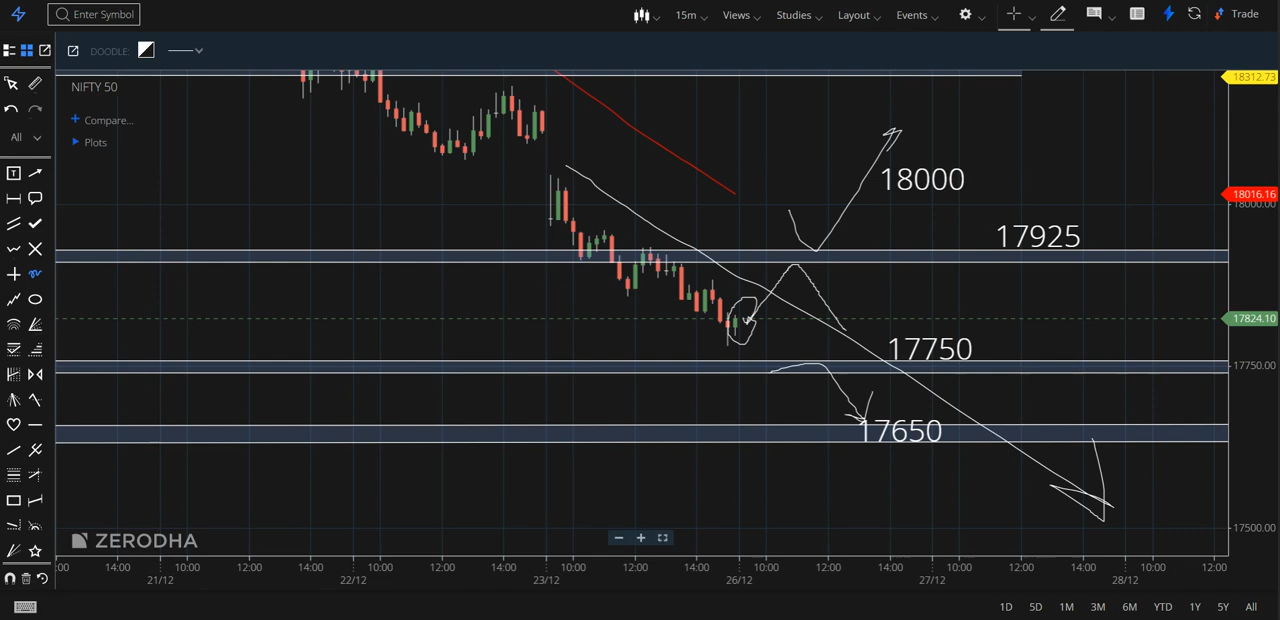 Enter Symbol
15m Views Studies Layout Events Trade
DOODLE:
NIFTY 50
Compare...
Plots
All
T
18312.73
18016.16
18000.00
17824.10
17750.00
17500.00
18000
17925
17750
17650
ZERODHA
:00 14:00 10:00 12:00 14:00 10:00 12:00 14:00 10:00 12:00 14:00 10:00 12:00 14:00 10:00 12:00 14:00 10:00 12:00
21/12 22/12 23/12 26/12 27/12 28/12
1D 5D 1M 3M 6M YTD 1Y 5Y All